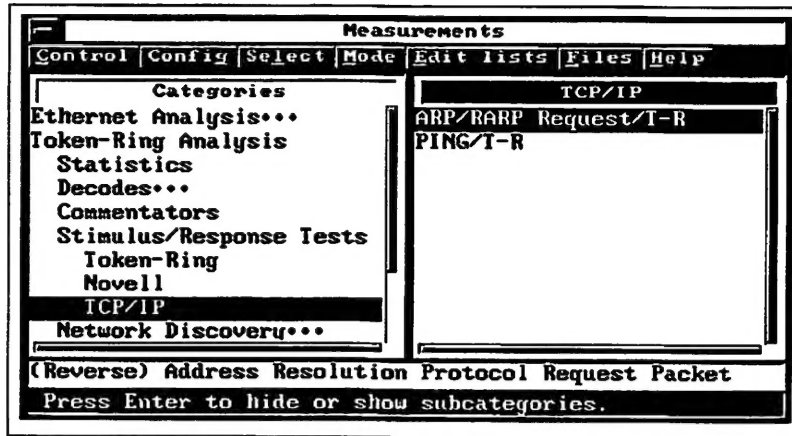 Measurements
Control Config Select Mode Edit lists Files Help
Categories
Ethernet Analysis•••
Token-Ring Analysis
Statistics
Decodes•••
Commentators
Stimulus/Response Tests
Token-Ring
Novell
TCP/IP
Network Discovery•••
TCP/IP
ARP/RARP Request/T-R
PING/T-R
(Reverse) Address Resolution Protocol Request Packet
Press Enter to hide or show subcategories.